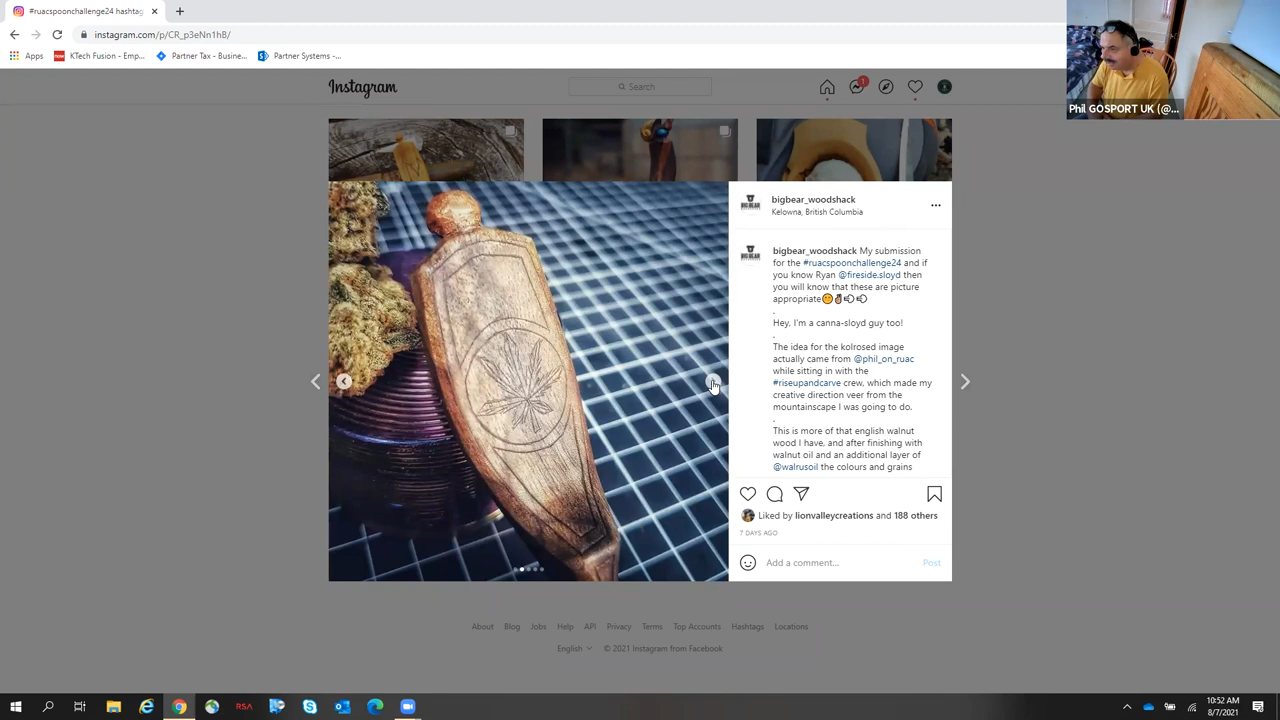 #ruacspoonchallenge24 hashtag
instagram.com/p/CR_p3eNn1hB/
Apps
KTech Fusion - Emp...
Partner Tax - Busine...
Partner Systems -...
Phil GOSPORT UK (@...
Instagram
Search
1
bigbear_woodshack
Kelowna, British Columbia
bigbear_woodshack My submission
for the #ruacspoonchallenge24 and if
you know Ryan @fireside.sloyd then
you will know that these are picture
appropriate
.
Hey, I'm a canna-sloyd guy too!
.
The idea for the kolrosed image
actually came from @phil_on_ruac
while sitting in with the
#riseupandcarve crew, which made my
creative direction veer from the
mountainscape I was going to do.
.
This is more of that english walnut
wood I have, and after finishing with
walnut oil and an additional layer of
@walrusoil the colours and grains
Liked by lionvalleycreations and 188 others
7 DAYS AGO
Add a comment...
Post
About Blog Jobs Help API Privacy Terms Top Accounts Hashtags Locations
English © 2021 Instagram from Facebook
RSA
10:52 AM
8/7/2021